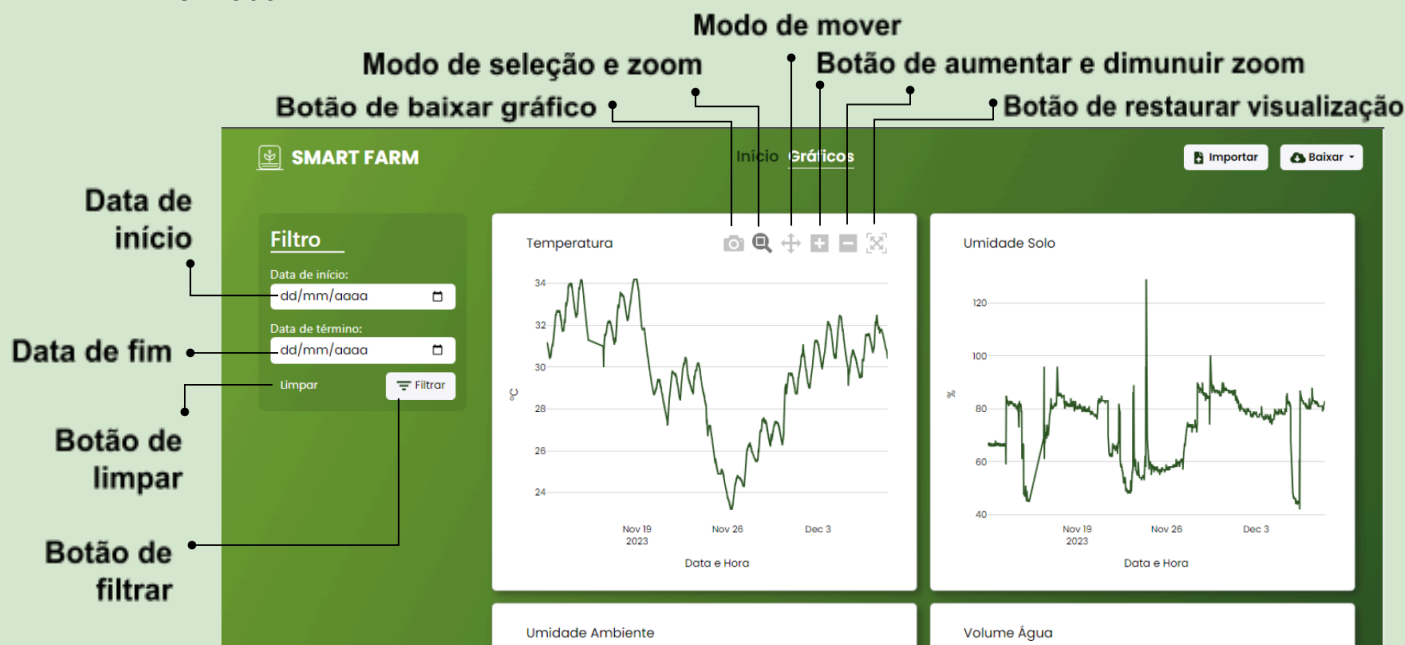 Modo de mover
Modo de seleção e zoom
Botão de aumentar e dimunuir zoom
Botão de baixar gráfico
Botão de restaurar visualização
SMART FARM
Início
Gráficos
Importar
Baixar
Data de
início
Data de fim
Botão de
limpar
Botão de
filtrar
Filtro
Data de início:
dd/mm/aaaa
Data de término:
dd/mm/aaaa
Limpar
Filtrar
Temperatura
34
32
30
28
26
24
ºC
Nov 19
2023
Nov 26
Dec 3
Data e Hora
Umidade Solo
120
100
80
60
40
%
Nov 19
2023
Nov 26
Dec 3
Data e Hora
Umidade Ambiente
Volume Água